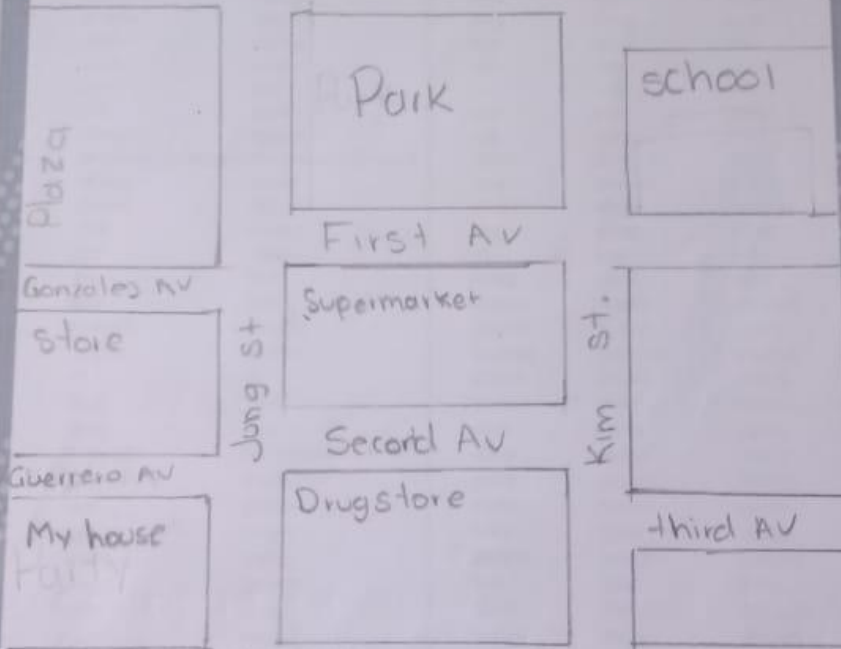 Plaza
Park
school
First AV
Gonzales AV
Supermarket
Store
Jung St
Kim St.
Second AV
Guerrero AV
Drugstore
My house
third AV